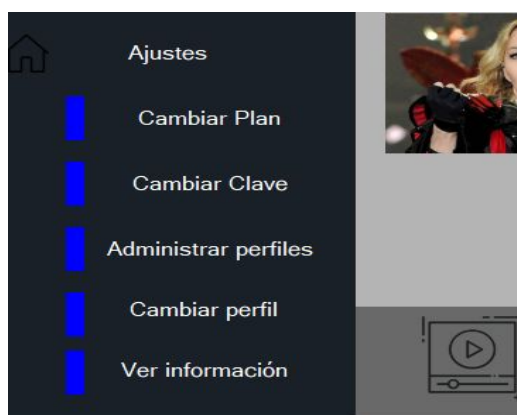 Ajustes
Cambiar Plan
Cambiar Clave
Administrar perfiles
Cambiar perfil
Ver información